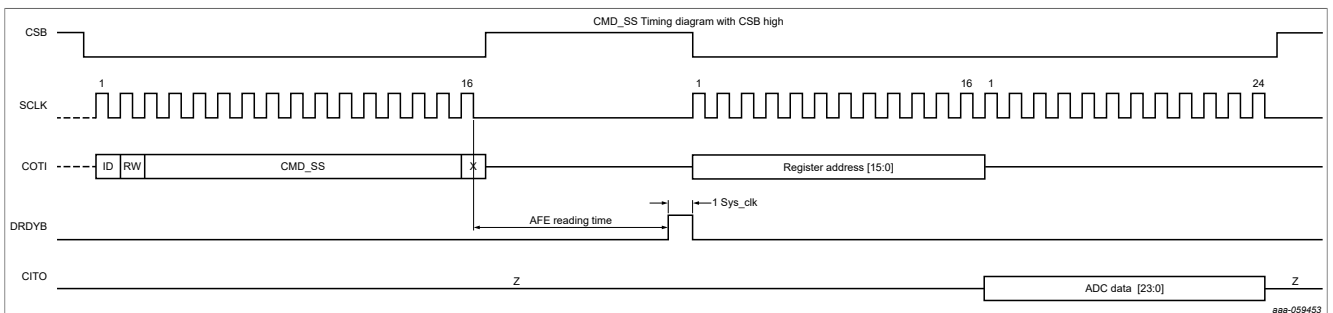 CMD_SS Timing diagram with CSB high
CSB
1 16 1 16 1 24
SCLK
COTI ID RW CMD_SS X Register address [15:0]
1 Sys_clk
DRDYB AFE reading time
CITO Z ADC data [23:0] Z
aaa-059453